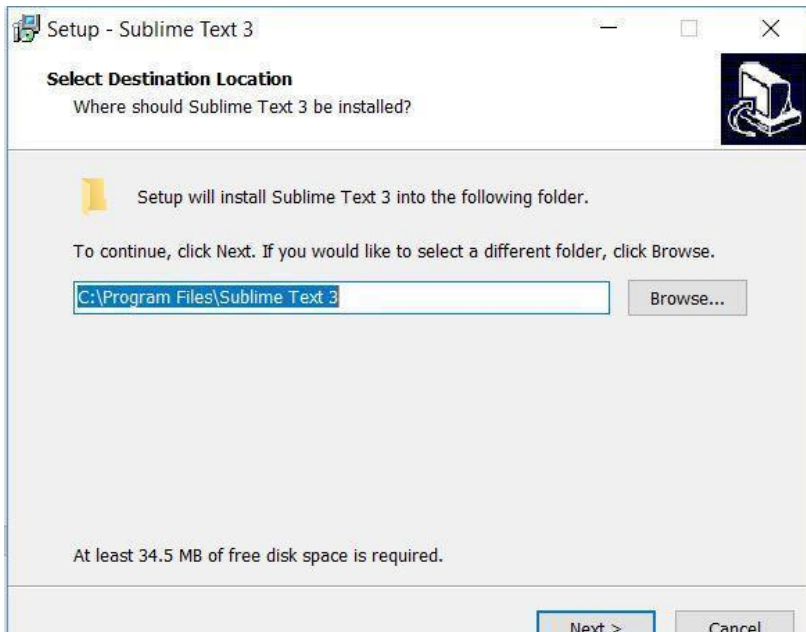 Setup - Sublime Text 3
Select Destination Location
Where should Sublime Text 3 be installed?
Setup will install Sublime Text 3 into the following folder.
To continue, click Next. If you would like to select a different folder, click Browse.
C:\Program Files\Sublime Text 3
Browse...
At least 34.5 MB of free disk space is required.
Next >
Cancel